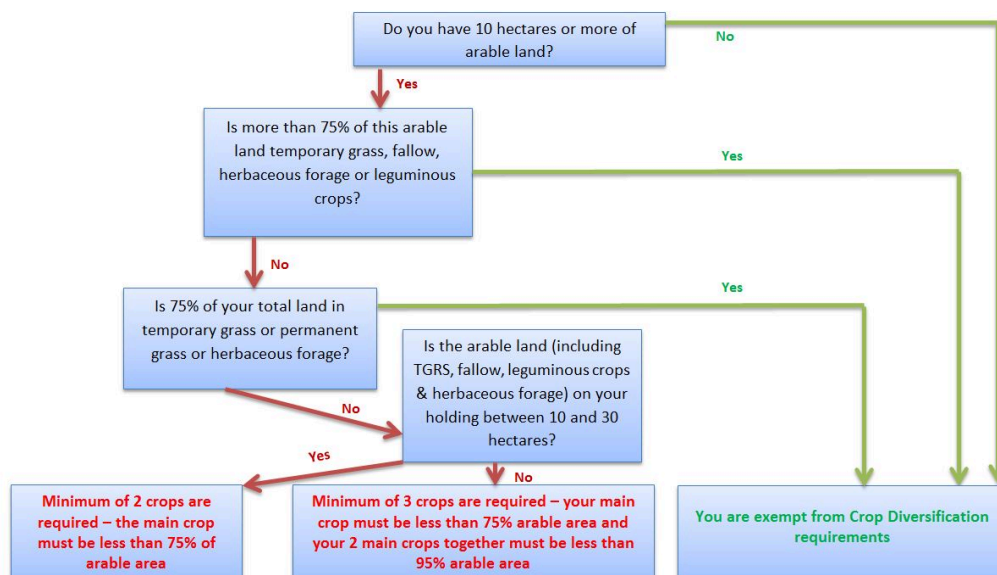 Do you have 10 hectares or more of
arable land?
No
Yes
Is more than 75% of this arable
land temporary grass, fallow,
herbaceous forage or leguminous
crops?
Yes
No
Is 75% of your total land in
temporary grass or permanent
grass or herbaceous forage?
Yes
No
Is the arable land (including
TGRS, fallow, leguminous crops
& herbaceous forage) on your
holding between 10 and 30
hectares?
Yes
No
Minimum of 2 crops are
required – the main crop
must be less than 75% of
arable area
Minimum of 3 crops are required – your main
crop must be less than 75% arable area and
your 2 main crops together must be less than
95% arable area
You are exempt from Crop Diversification
requirements